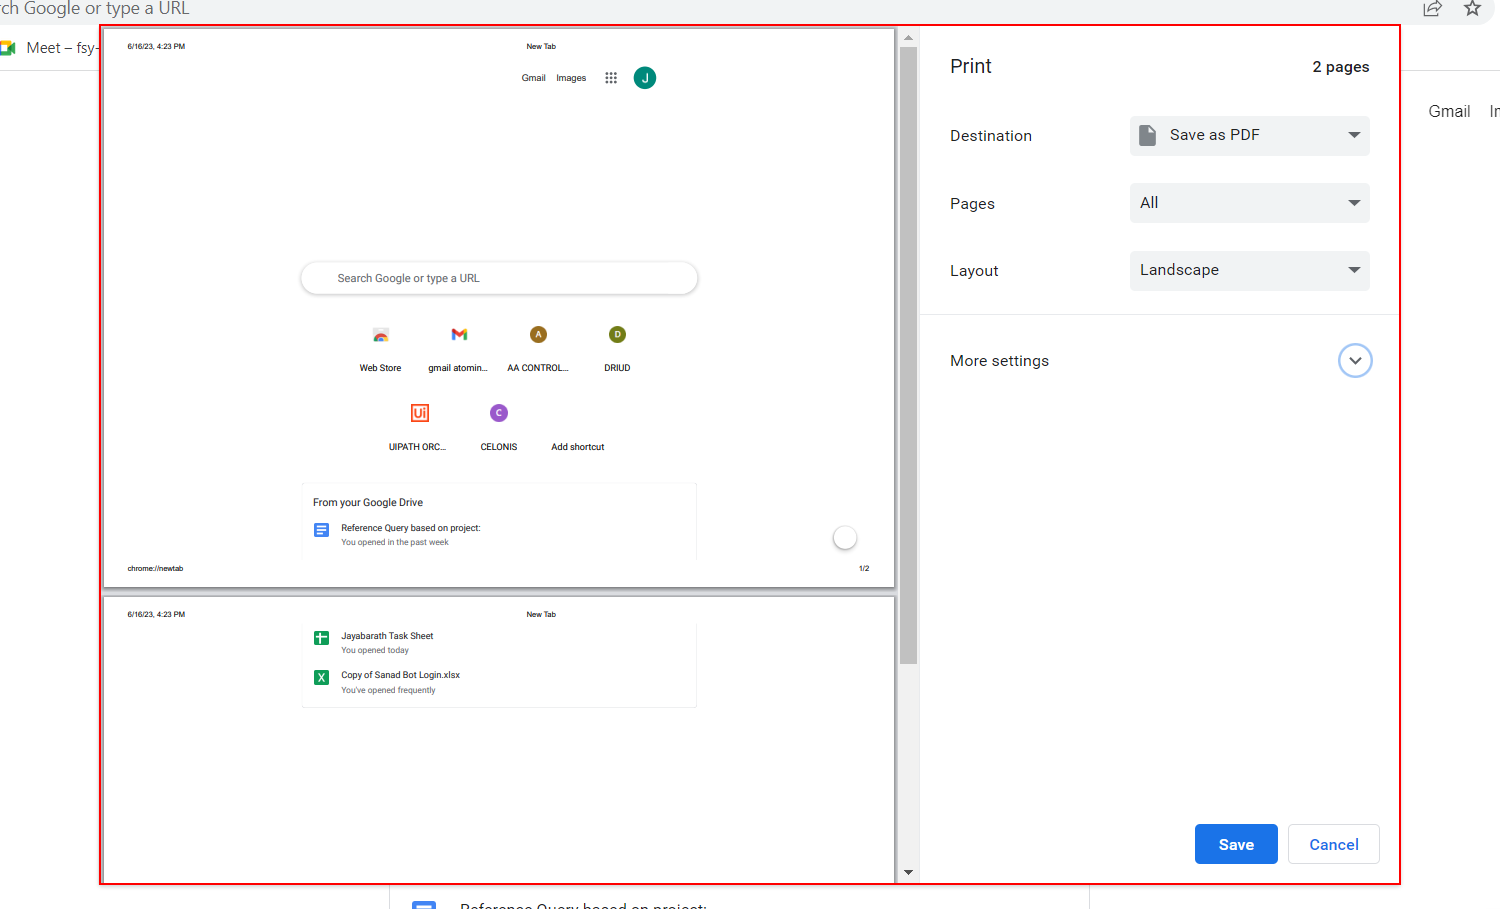 rch Google or type a URL
Meet – fsy-
Gmail
6/16/23, 4:23 PM
New Tab
Gmail
Images
J
Search Google or type a URL
Web Store
gmail atomin...
A
AA CONTROL...
D
DRIUD
Ui
UIPATH ORC...
C
CELONIS
Add shortcut
From your Google Drive
Reference Query based on project:
You opened in the past week
chrome://newtab
1/2
6/16/23, 4:23 PM
New Tab
Jayabarath Task Sheet
You opened today
X
Copy of Sanad Bot Login.xlsx
You've opened frequently
Print
2 pages
Destination
Save as PDF
Pages
All
Layout
Landscape
More settings
Save
Cancel
Reference Query based on project: